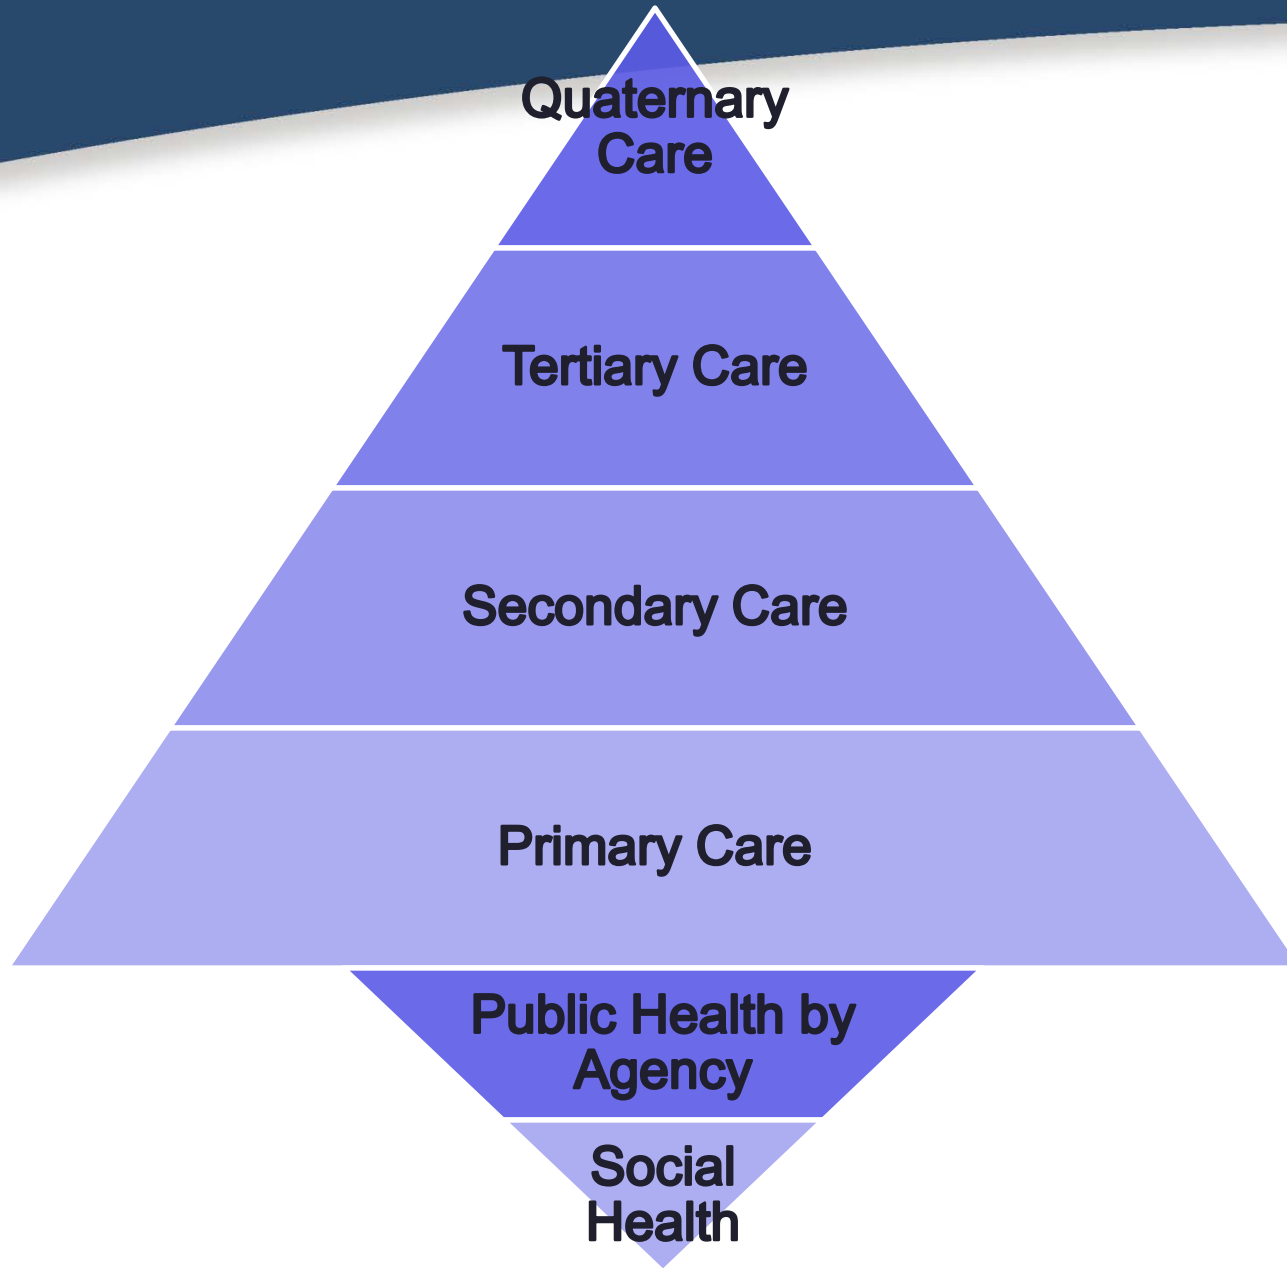 Quaternary
Care
Tertiary Care
Secondary Care
Primary Care
Public Health by
Agency
Social
Health